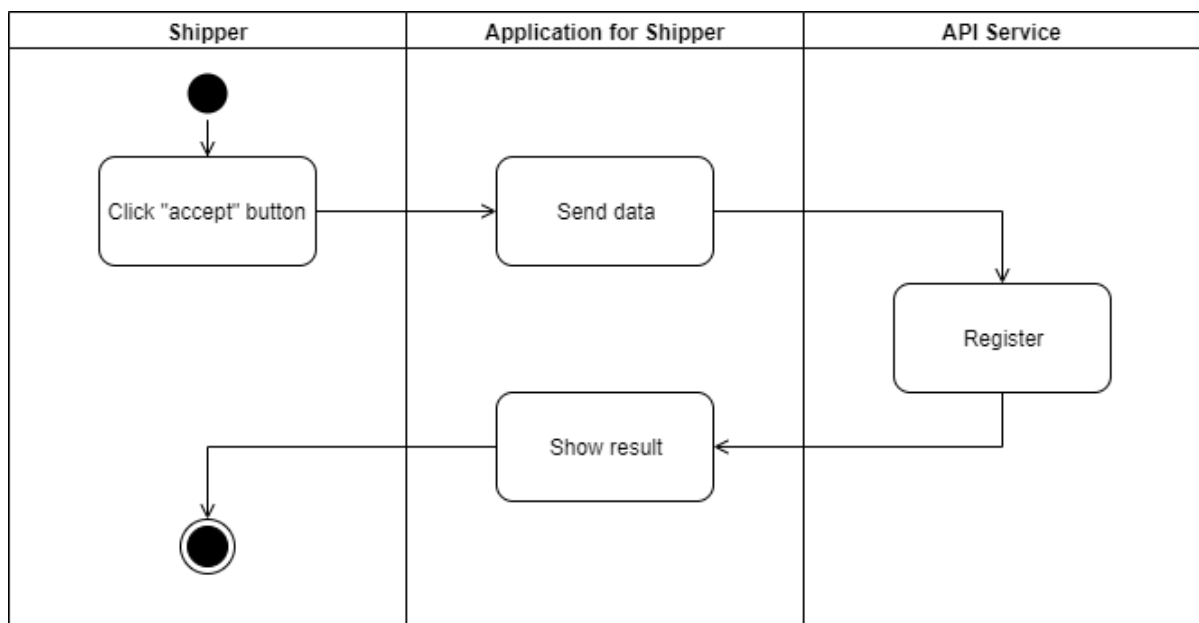 Shipper
Application for Shipper
API Service
Click "accept" button
Send data
Register
Show result